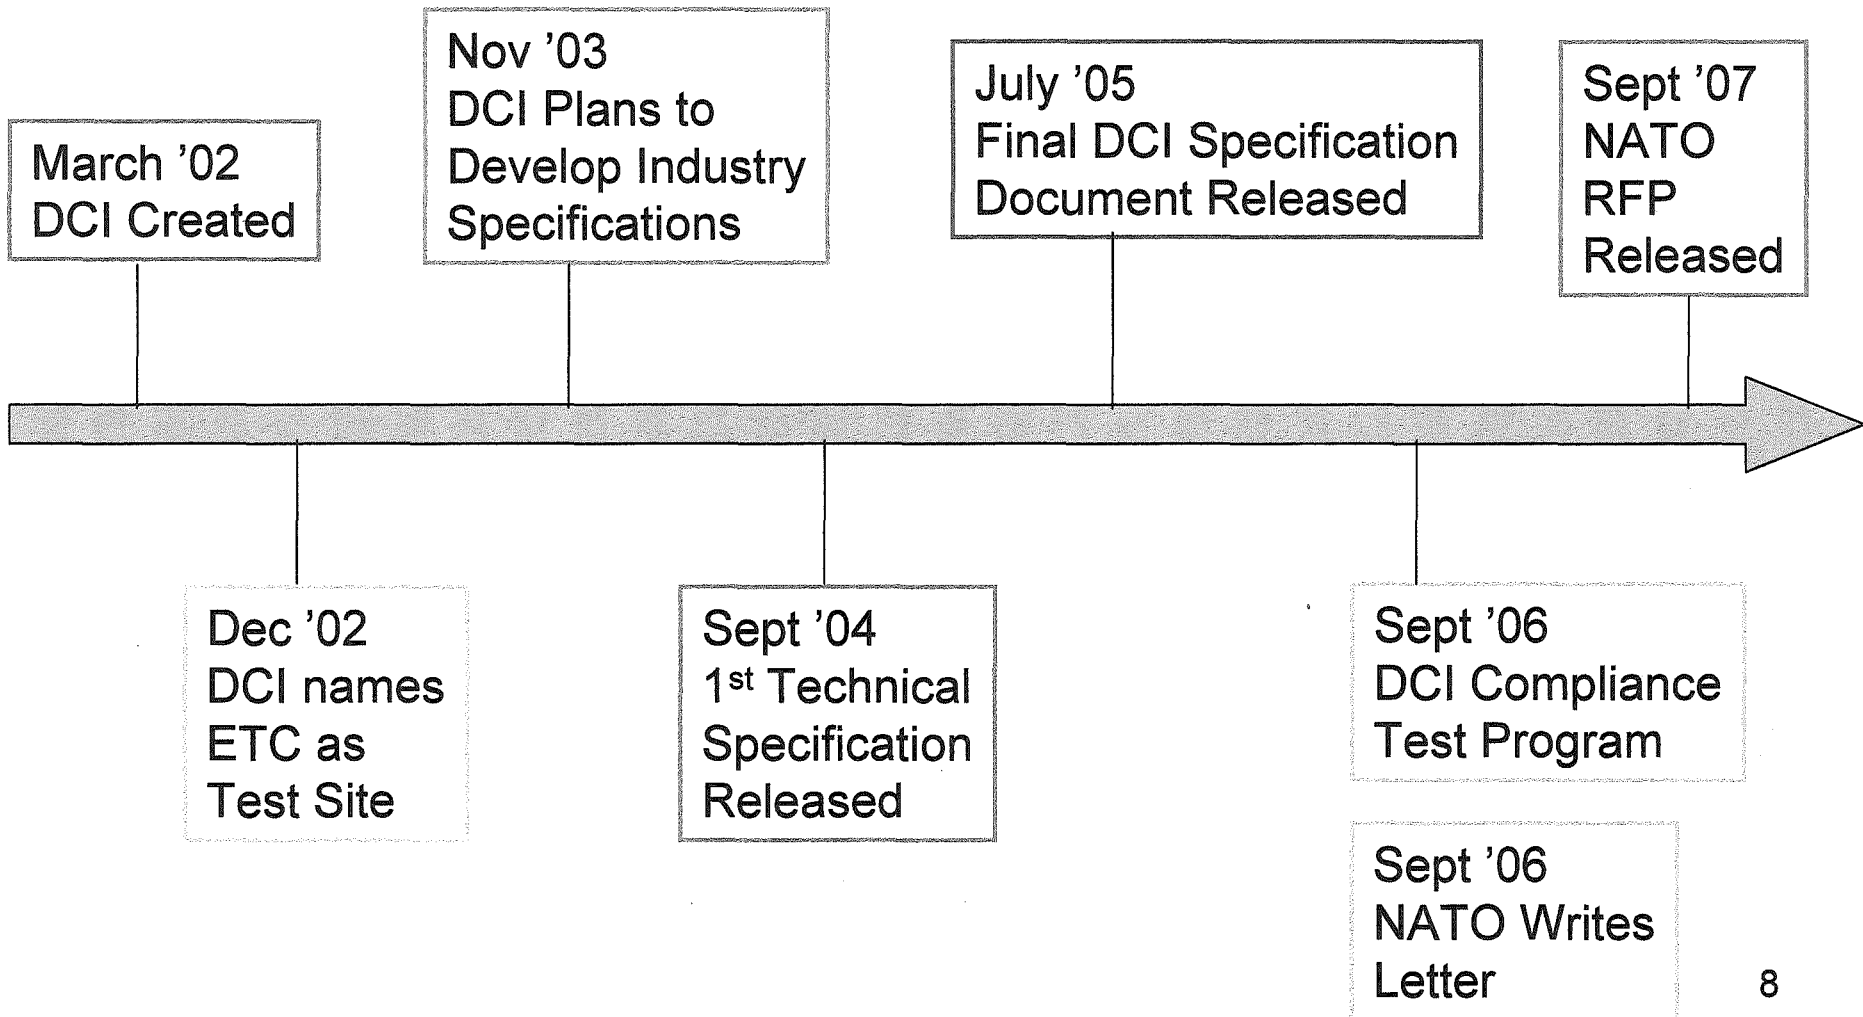 March ’02
DCI Created
Nov ’03
DCI Plans to
Develop Industry
Specifications
July ’05
Final DCI Specification
Document Released
Sept ’07
NATO
RFP
Released
Dec ’02
DCI names
ETC as
Test Site
Sept ’04
1st Technical
Specification
Released
Sept ’06
DCI Compliance
Test Program
Sept ’06
NATO Writes
Letter
8